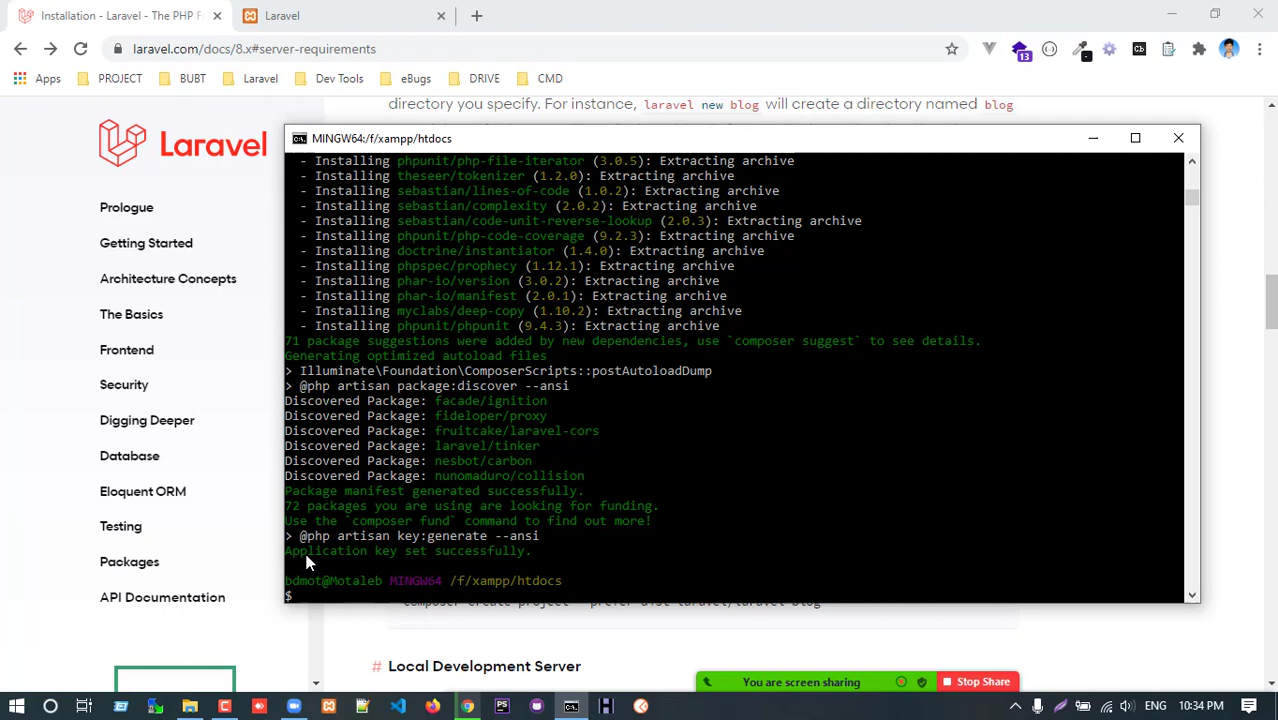 Installation - Laravel - The PHP F
Laravel
laravel.com/docs/8.x#server-requirements
13
Cb
Apps
PROJECT
BUBT
Laravel
Dev Tools
eBugs
DRIVE
CMD
directory you specify. For instance, laravel new blog will create a directory named blog
Laravel
Prologue
Getting Started
Architecture Concepts
The Basics
Frontend
Security
Digging Deeper
Database
Eloquent ORM
Testing
Packages
API Documentation
MINGW64:/f/xampp/htdocs
- Installing phpunit/php-file-iterator (3.0.5): Extracting archive
- Installing theseer/tokenizer (1.2.0): Extracting archive
- Installing sebastian/lines-of-code (1.0.2): Extracting archive
- Installing sebastian/complexity (2.0.2): Extracting archive
- Installing sebastian/code-unit-reverse-lookup (2.0.3): Extracting archive
- Installing phpunit/php-code-coverage (9.2.3): Extracting archive
- Installing doctrine/instantiator (1.4.0): Extracting archive
- Installing phpspec/prophecy (1.12.1): Extracting archive
- Installing phar-io/version (3.0.2): Extracting archive
- Installing phar-io/manifest (2.0.1): Extracting archive
- Installing myclabs/deep-copy (1.10.2): Extracting archive
- Installing phpunit/phpunit (9.4.3): Extracting archive
71 package suggestions were added by new dependencies, use `composer suggest` to see details.
Generating optimized autoload files
> Illuminate\Foundation\ComposerScripts::postAutoloadDump
> @php artisan package:discover --ansi
Discovered Package: facade/ignition
Discovered Package: fideloper/proxy
Discovered Package: fruitcake/laravel-cors
Discovered Package: laravel/tinker
Discovered Package: nesbot/carbon
Discovered Package: nunomaduro/collision
Package manifest generated successfully.
72 packages you are using are looking for funding.
Use the `composer fund` command to find out more!
> @php artisan key:generate --ansi
Application key set successfully.
bdmot@Motaleb MINGW64 /f/xampp/htdocs
$
composer create-project --prefer-dist laravel/laravel blog
# Local Development Server
You are screen sharing
Stop Share
PS
ENG
10:34 PM